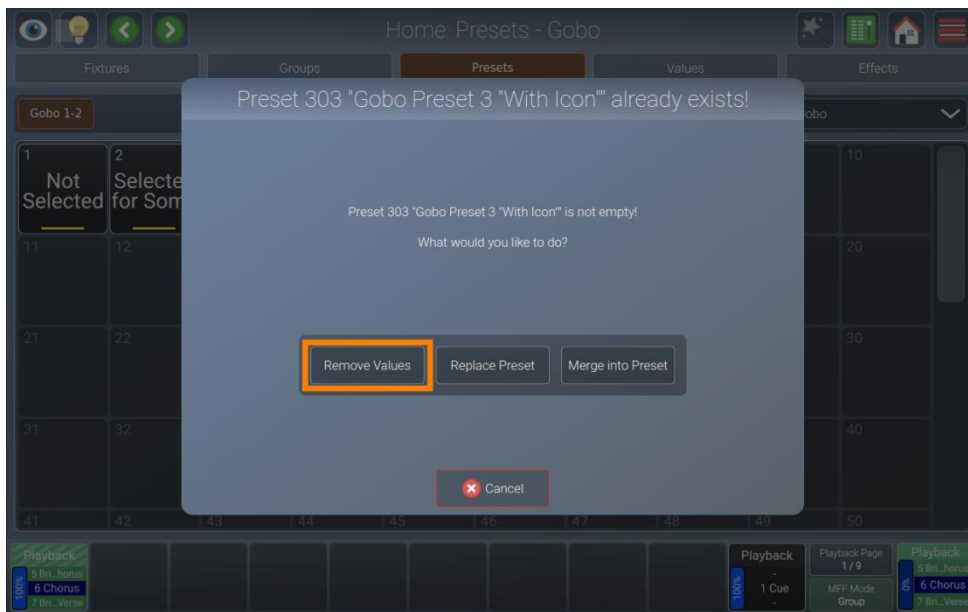 Home: Presets - Gobo
Fixtures
Groups
Presets
Values
Effects
Preset 303 "Gobo Preset 3 "With Icon"" already exists!
Gobo 1-2
obo
1
Not
Selected
2
Selecte
for Som
10
Preset 303 "Gobo Preset 3 "With Icon"" is not empty!
What would you like to do?
11
12
20
21
22
30
Remove Values
Replace Preset
Merge into Preset
31
32
40
Cancel
41
42
43
44
45
46
47
48
49
50
Playback
5 Bri...horus
6 Chorus
7 Bri...Verse
100%
Playback
-
1 Cue
-
100%
Playback Page
1 / 9
MFF Mode
Group
Playback
5 Bri...horus
6 Chorus
7 Bri...Verse
0%